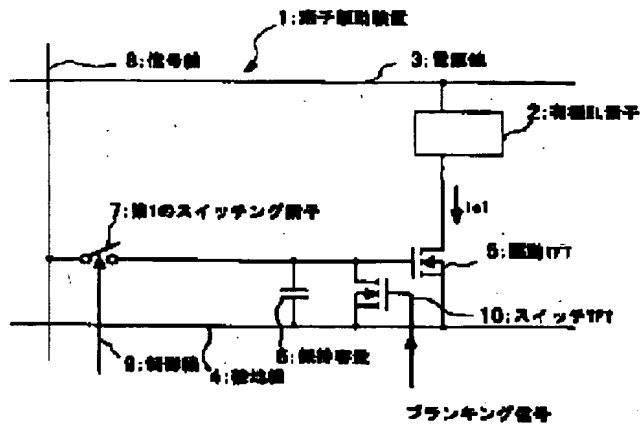 1:素子駆動装置
8:信号線
3:電源線
2:有機EL素子
7:第1のスイッチング素子
Iel
5:駆動TFT
10:スイッチTFT
9:制御線
4:接地線
6:保持容量
ブランキング信号